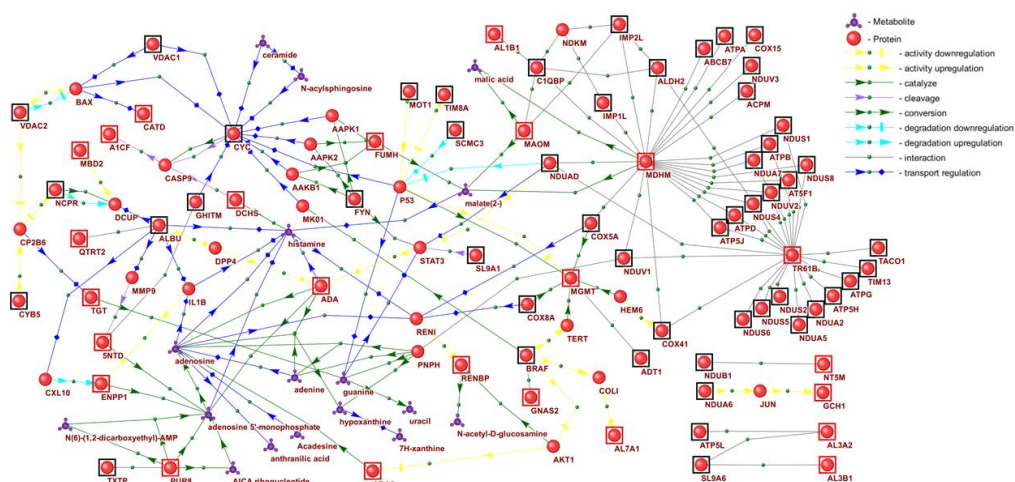 - Metabolite
- Protein
- activity downregulation
- activity upregulation
- catalyze
- cleavage
- conversion
- degradation downregulation
- degradation upregulation
- interaction
- transport regulation
VDAC1
ceramide
N-acylsphingosine
BAX
VDAC2
CATD
A1CF
CYC
MBD2
CASP9
NCPR
DCUP
GHITM
DCHS
QTRT2
ALBU
CP2B6
DPP4
MMP9
IL1B
CYB5
TGT
5NTD
CXL10
ENPP1
AAPK1
AAPK2
FUMH
AAKB1
FYN
MK01
histamine
MOT1
TIM8A
SCMC3
P53
malic acid
MAOM
malate(2-)
STAT3
SL9A1
ADA
RENI
PNPH
adenosine
adenine
guanine
adenosine 5'-monophosphate
hypoxanthine
uracil
7H-xanthine
Acadesine
anthranilic acid
N(6)-(1,2-dicarboxyethyl)-AMP
TXTP
PUR8
AICA ribonucleotide
RENBP
N-acetyl-D-glucosamine
AL1B1
NDKM
IMP2L
C1QBP
ALDH2
IMP1L
NDUAD
MDHM
ABCB7
ATPA
COX15
NDUV3
ACPM
NDUS1
ATPB
NDUA7
NDUS8
AT5F1
NDUV2
NDUS4
ATPD
ATP5J
COX5A
NDUV1
MGMT
COX8A
HEM6
TERT
COX41
ADT1
BRAF
GNAS2
COLI
AL7A1
AKT1
TR61B
TACO1
TIM13
ATPG
ATP5H
NDUA2
NDUS2
NDUS5
NDUA5
NDUS6
NDUB1
NT5M
NDUA6
JUN
GCH1
ATP5L
AL3A2
SL9A6
AL3B1